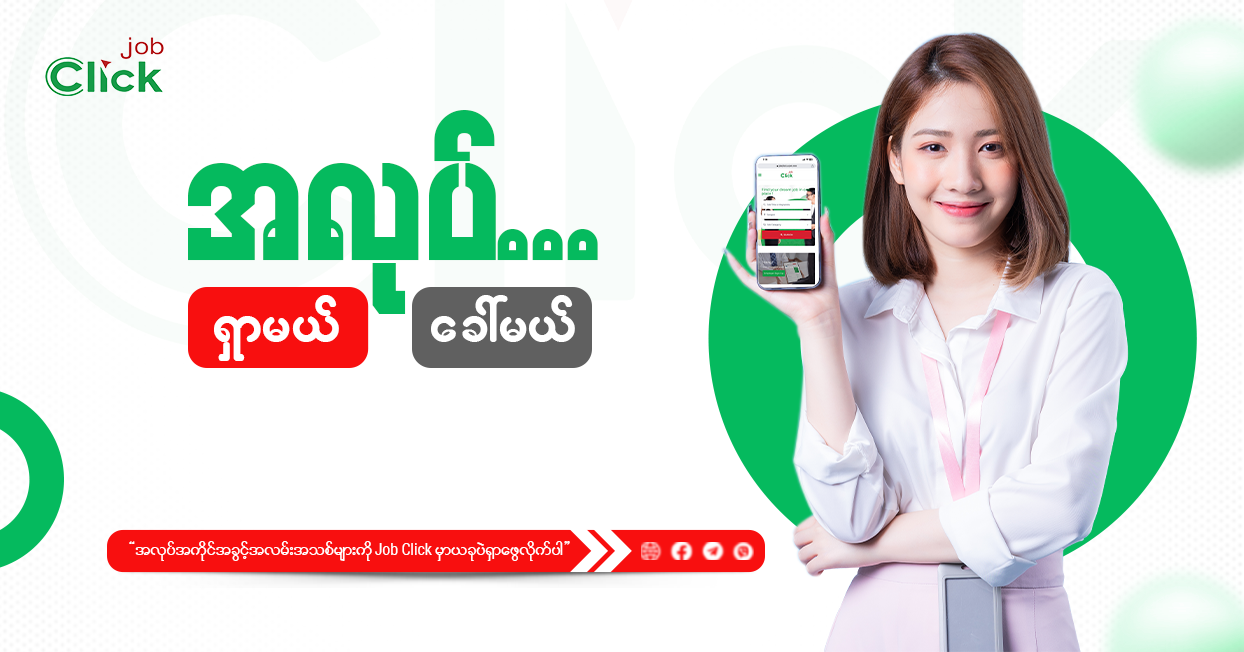 job
Click
အလုပ်...
ရှာမယ်
ခေါ်မယ်
“အလုပ်အကိုင်အခွင့်အလမ်းအသစ်များကို Job Click မှာယခုပဲရှာဖွေလိုက်ပါ”